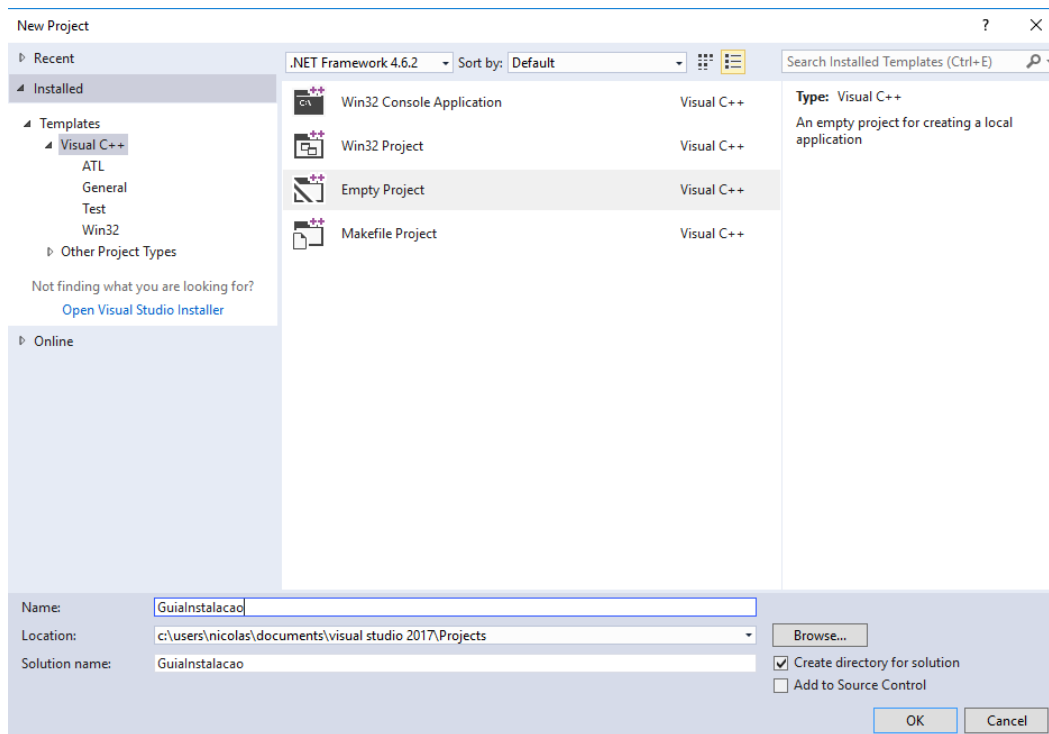 New Project
?
Recent
.NET Framework 4.6.2
Sort by: Default
Search Installed Templates (Ctrl+E)
Installed
Templates
Visual C++
ATL
General
Test
Win32
Other Project Types
Not finding what you are looking for?
Open Visual Studio Installer
Online
Win32 Console Application Visual C++
Win32 Project Visual C++
Empty Project Visual C++
Makefile Project Visual C++
Type: Visual C++
An empty project for creating a local
application
Name: GuiaInstalacao
Location: c:\users\nicolas\documents\visual studio 2017\Projects
Browse...
Solution name: GuiaInstalacao
Create directory for solution
Add to Source Control
OK
Cancel